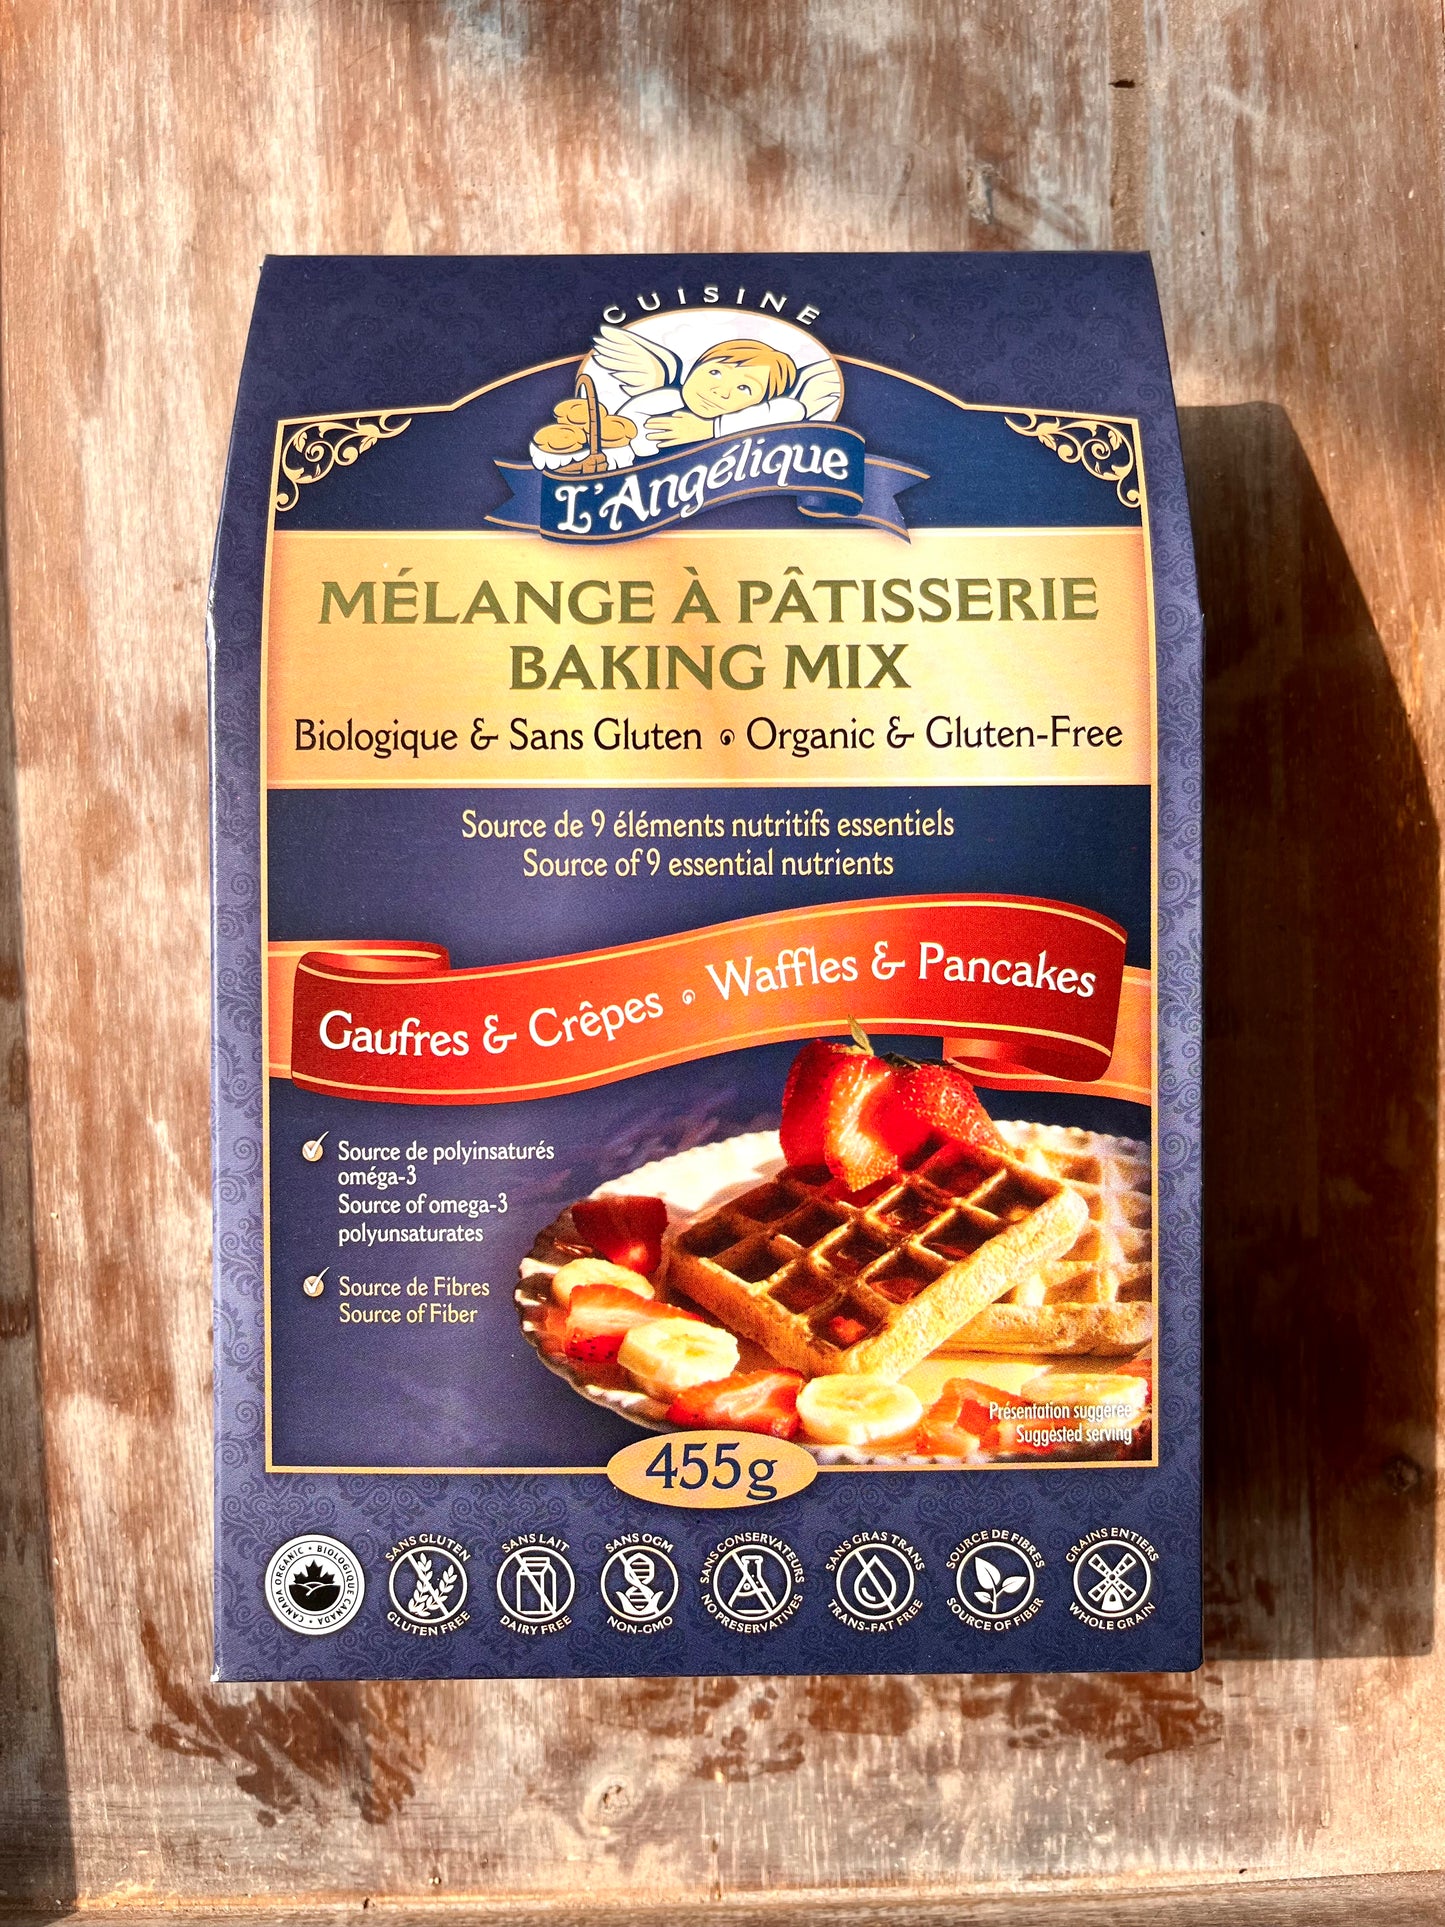 CUISINE
L'Angélique
MÉLANGE À PÂTISSERIE
BAKING MIX
Biologique & Sans Gluten • Organic & Gluten-Free
Source de 9 éléments nutritifs essentiels
Source of 9 essential nutrients
Gaufres & Crêpes • Waffles & Pancakes
Source de polyinsaturés
oméga-3
Source of omega-3
polyunsaturates
Source de Fibres
Source of Fiber
Présentation suggérée
Suggested serving
455g
CANADA ORGANIC • BIOLOGIQUE CANADA •
SANS GLUTEN
GLUTEN FREE
SANS LAIT
DAIRY FREE
SANS OGM
NON-GMO
SANS CONSERVATEURS
NO PRESERVATIVES
SANS GRAS TRANS
TRANS-FAT FREE
SOURCE DE FIBRES
SOURCE OF FIBER
GRAINS ENTIERS
WHOLE GRAIN